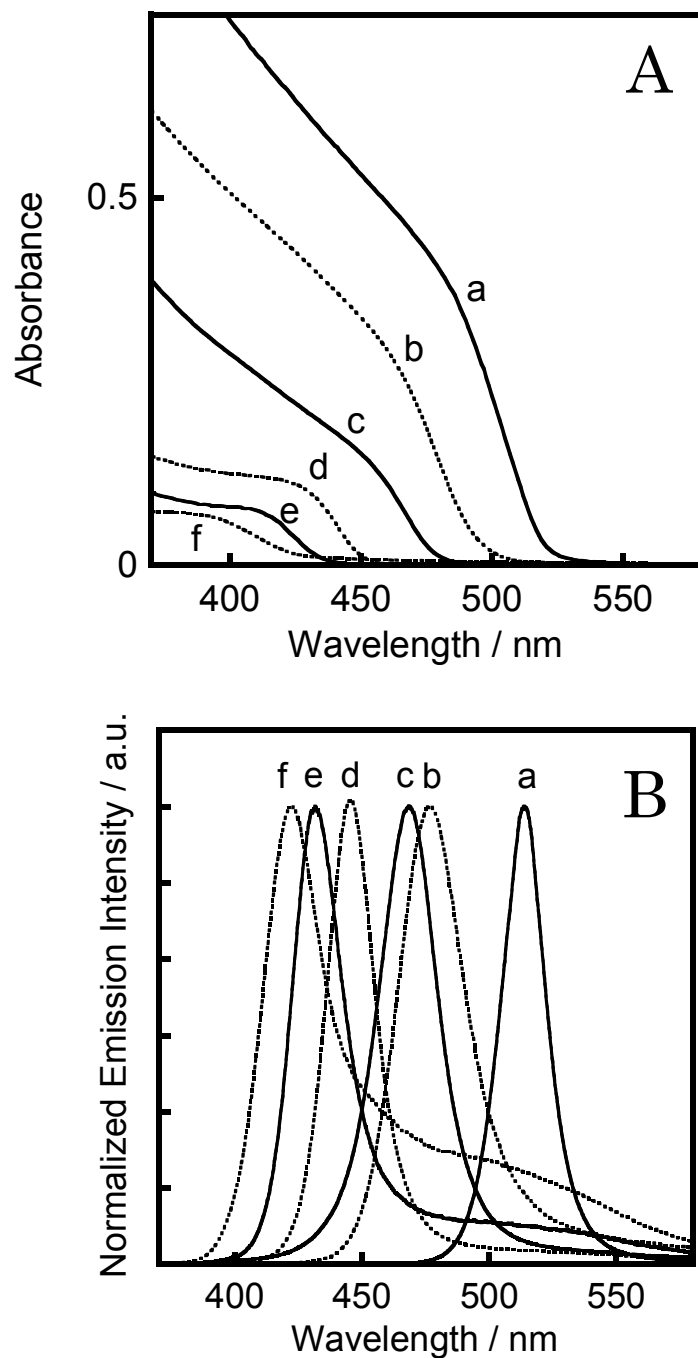 A
Absorbance
0.5
0
a
b
c
d
e
f
400 450 500 550
Wavelength / nm
B
Normalized Emission Intensity / a.u.
f e d c b a
400 450 500 550
Wavelength / nm